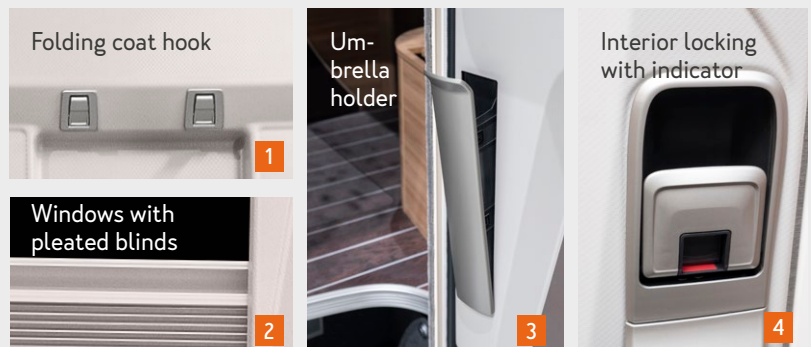 Folding coat hook
1
Windows with
pleated blinds
2
Um-
brella
holder
3
Interior locking
with indicator
4